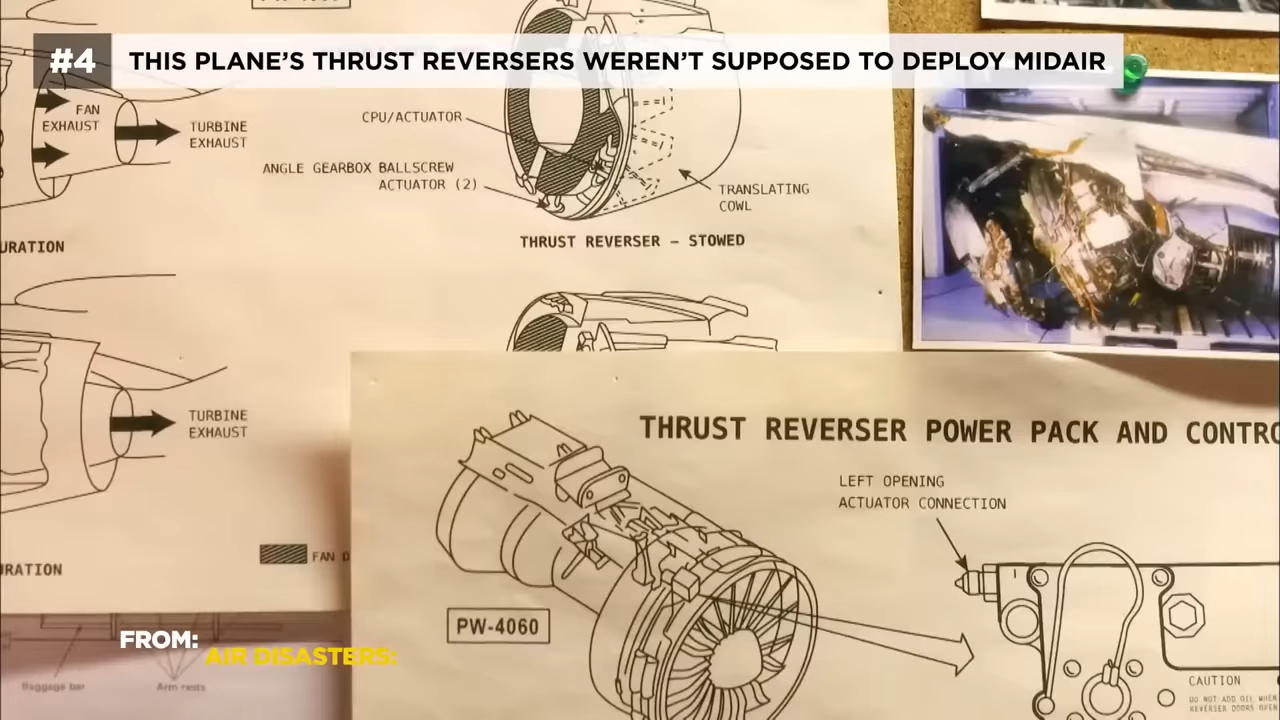 #4
THIS PLANE'S THRUST REVERSERS WEREN'T SUPPOSED TO DEPLOY MIDAIR
FAN
EXHAUST
TURBINE
EXHAUST
CPU/ACTUATOR
ANGLE GEARBOX BALLSCREW
ACTUATOR (2)
TRANSLATING
COWL
URATION
THRUST REVERSER – STOWED
TURBINE
EXHAUST
THRUST REVERSER POWER PACK AND CONTRO
LEFT OPENING
ACTUATOR CONNECTION
FAN D
URATION
PW-4060
FROM:
AIR DISASTERS:
Baggage bar
Arm rests
CAUTION
DO NOT ADD OIL WHEN
REVERSER DOORS OPEN